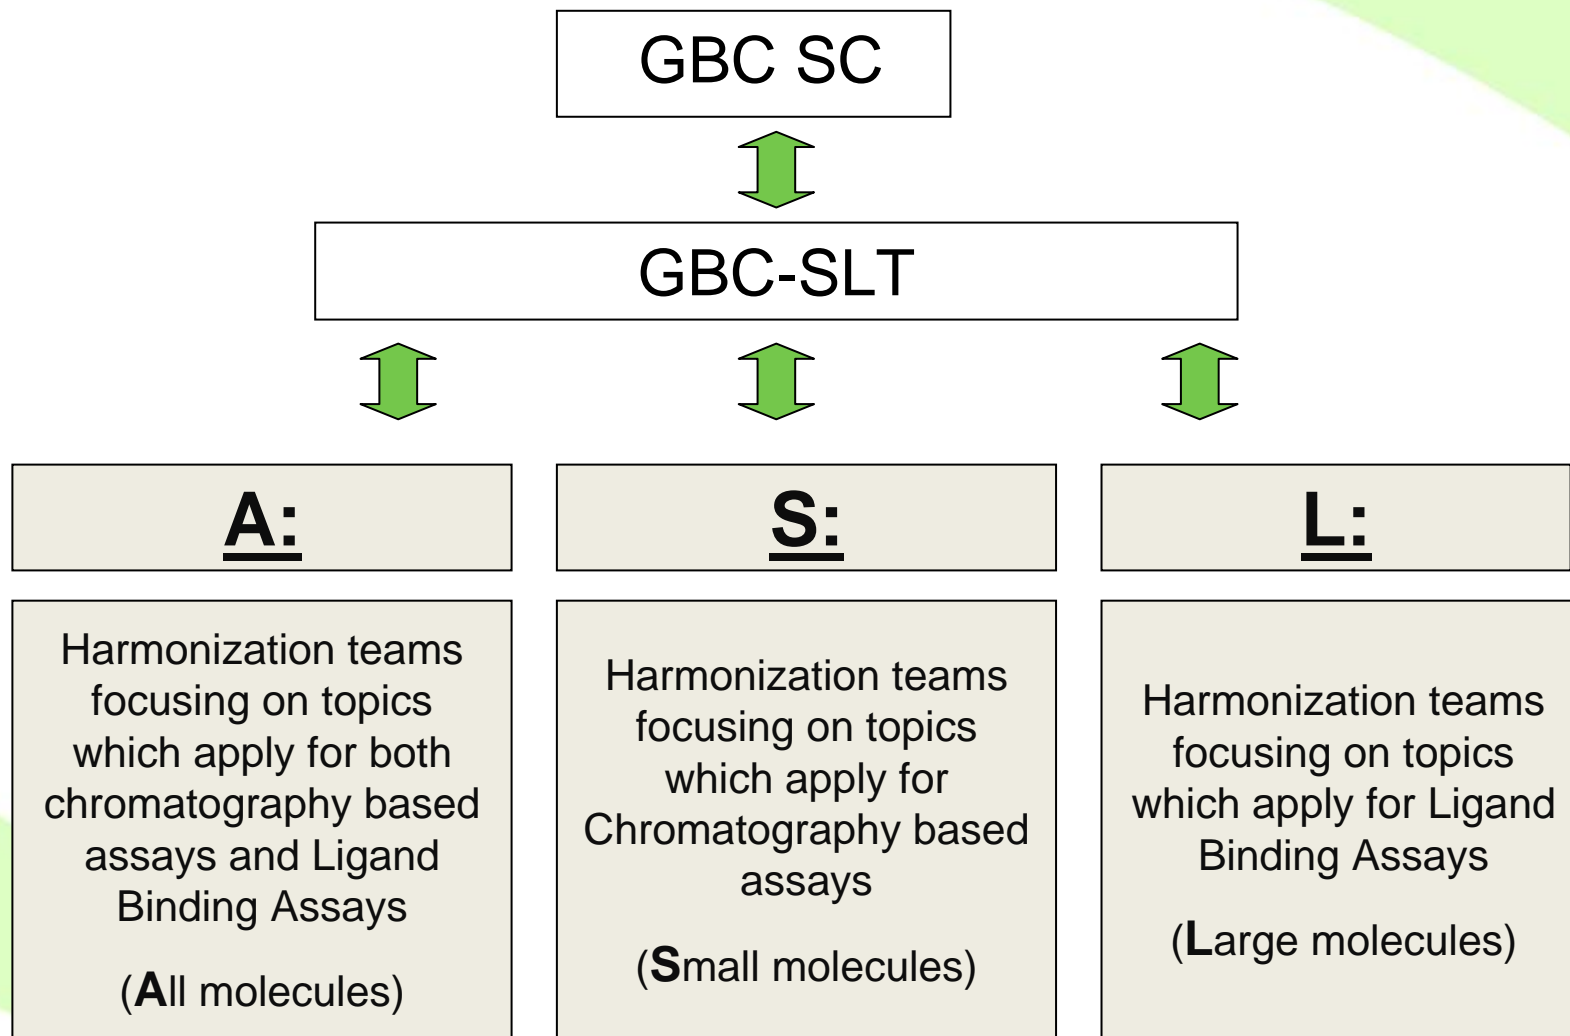 GBC SC
GBC-SLT
A:
Harmonization teams
focusing on topics
which apply for both
chromatography based
assays and Ligand
Binding Assays
(All molecules)
S:
Harmonization teams
focusing on topics
which apply for
Chromatography based
assays
(Small molecules)
L:
Harmonization teams
focusing on topics
which apply for Ligand
Binding Assays
(Large molecules)